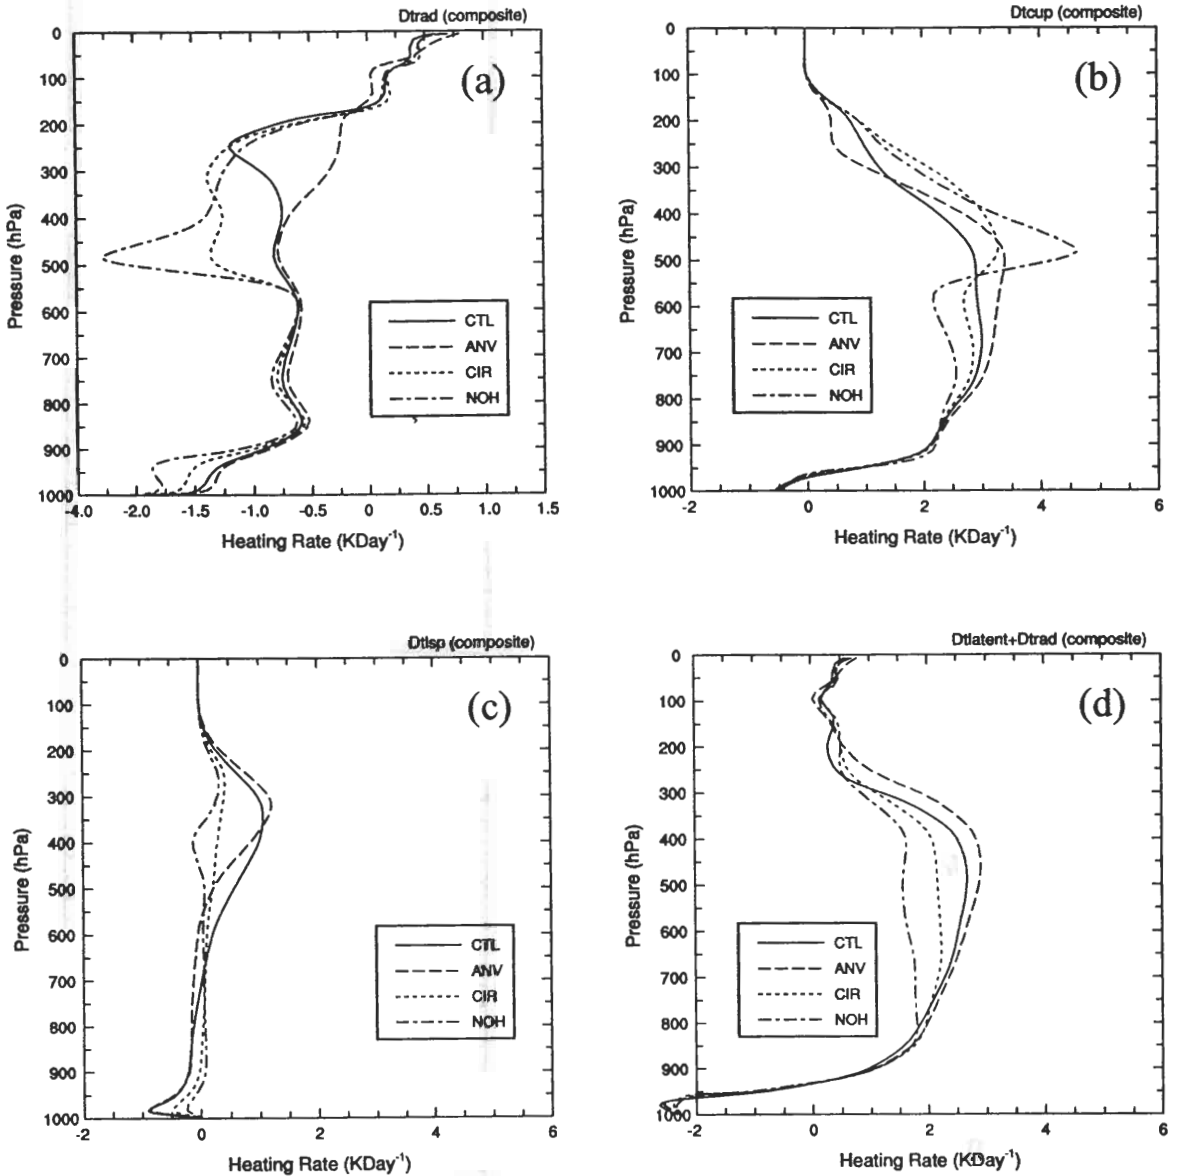 Dtrad (composite)
(a)
Pressure (hPa)
0
100
200
300
400
500
600
700
800
900
1000
CTL
ANV
CIR
NOH
-4.0 -2.0 -1.5 -1.0 -0.5 0 0.5 1.0 1.5
Heating Rate (KDay-1)
Dtcup (composite)
(b)
Pressure (hPa)
0
100
200
300
400
500
600
700
800
900
1000
CTL
ANV
CIR
NOH
-2 0 2 4 6
Heating Rate (KDay-1)
Dtlsp (composite)
(c)
Pressure (hPa)
0
100
200
300
400
500
600
700
800
900
1000
CTL
ANV
CIR
NOH
-2 0 2 4 6
Heating Rate (KDay-1)
Dtlatent+Dtrad (composite)
(d)
Pressure (hPa)
0
100
200
300
400
500
600
700
800
900
1000
CTL
ANV
CIR
NOH
-2 0 2 4 6
Heating Rate (KDay-1)